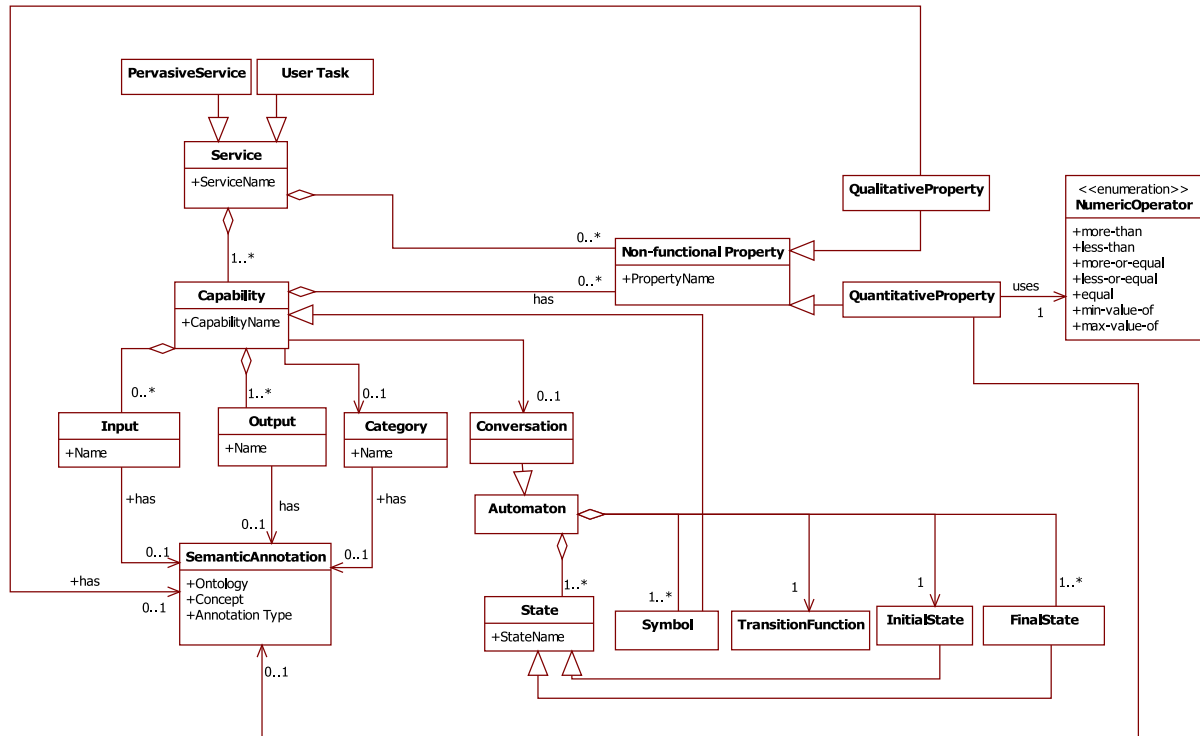 PervasiveService
User Task
Service
+ServiceName
QualitativeProperty
<<enumeration>>
NumericOperator
+more-than
+less-than
+more-or-equal
+less-or-equal
+equal
+min-value-of
+max-value-of
0..*
Non-functional Property
+PropertyName
1..*
0..*
has
QuantitativeProperty
uses
1
Capability
+CapabilityName
0..*
1..*
0..1
0..1
Input
+Name
Output
+Name
Category
+Name
Conversation
+has
has
+has
Automaton
0..1
0..1
0..1
SemanticAnnotation
+Ontology
+Concept
+Annotation Type
+has
0..1
0..1
1..*
1..*
1
1
1..*
State
+StateName
Symbol
TransitionFunction
InitialState
FinalState